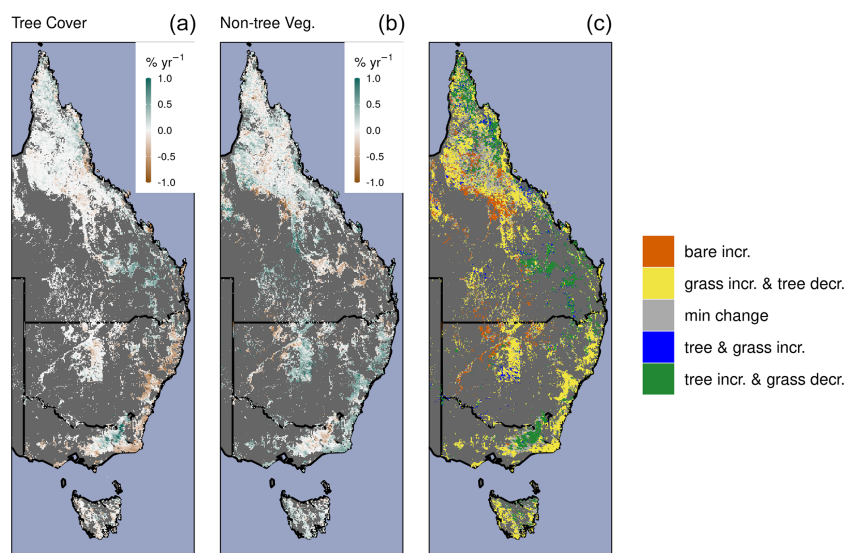 Tree Cover (a)
Non-tree Veg. (b)
(c)
% yr⁻¹
1.0
0.5
0.0
-0.5
-1.0
% yr⁻¹
1.0
0.5
0.0
-0.5
-1.0
bare incr.
grass incr. & tree decr.
min change
tree & grass incr.
tree incr. & grass decr.